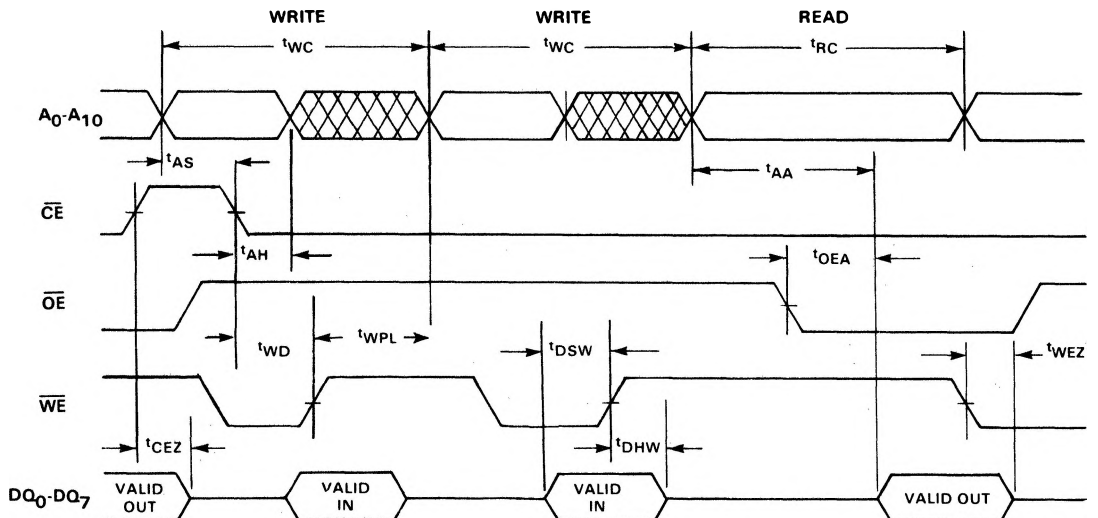 WRITE WRITE READ
tWC tWC tRC
A0-A10
tAS tAA
CE
tAH tOEA
OE
tWD tWPL tDSW tWEZ
WE
tCEZ tDHW
DQ0-DQ7 VALID OUT VALID IN VALID IN VALID OUT